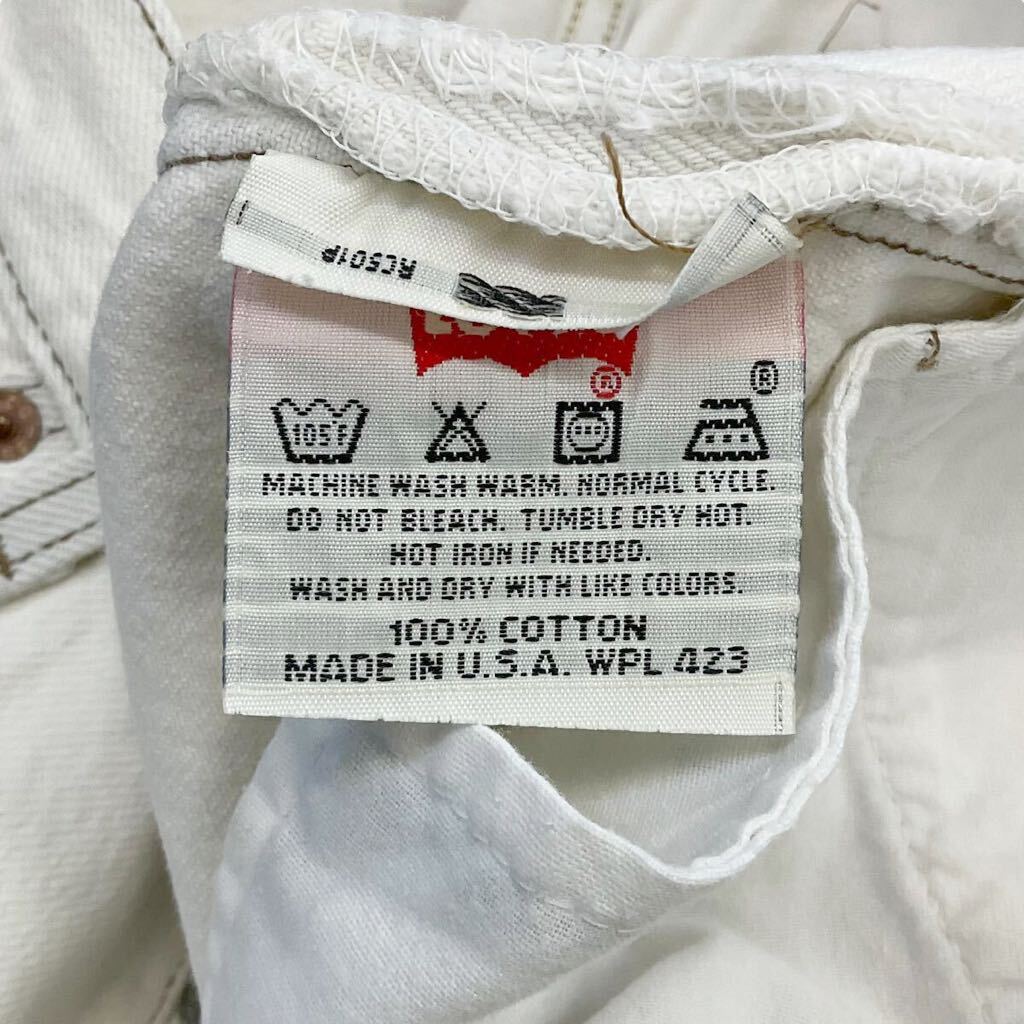 RC501P
®
®
105°F
MACHINE WASH WARM. NORMAL CYCLE.
DO NOT BLEACH. TUMBLE DRY HOT.
HOT IRON IF NEEDED.
WASH AND DRY WITH LIKE COLORS.
100% COTTON
MADE IN U.S.A. WPL 423